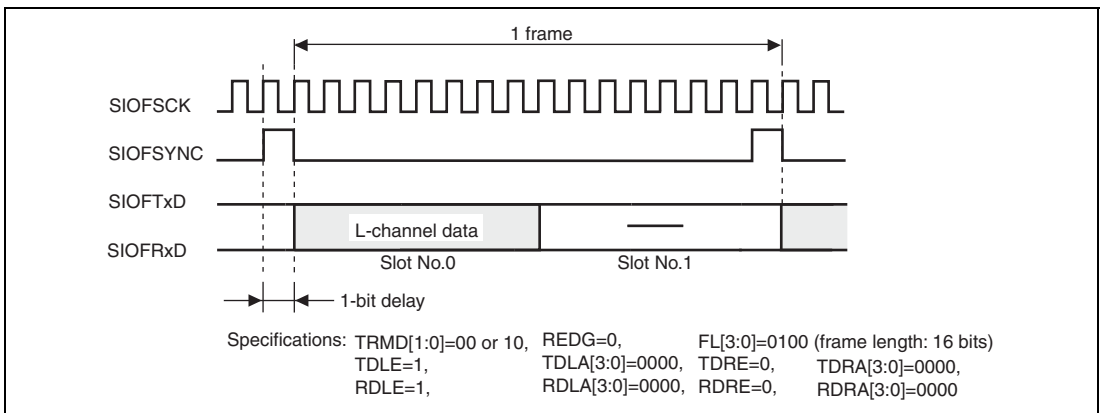 1 frame
SIOFSCK
SIOFSYNC
SIOFTxD
L-channel data
SIOFRxD
Slot No.0 Slot No.1
1-bit delay
Specifications: TRMD[1:0]=00 or 10, REDG=0, FL[3:0]=0100 (frame length: 16 bits)
TDLE=1, TDLA[3:0]=0000, TDRE=0, TDRA[3:0]=0000,
RDLE=1, RDLA[3:0]=0000, RDRE=0, RDRA[3:0]=0000